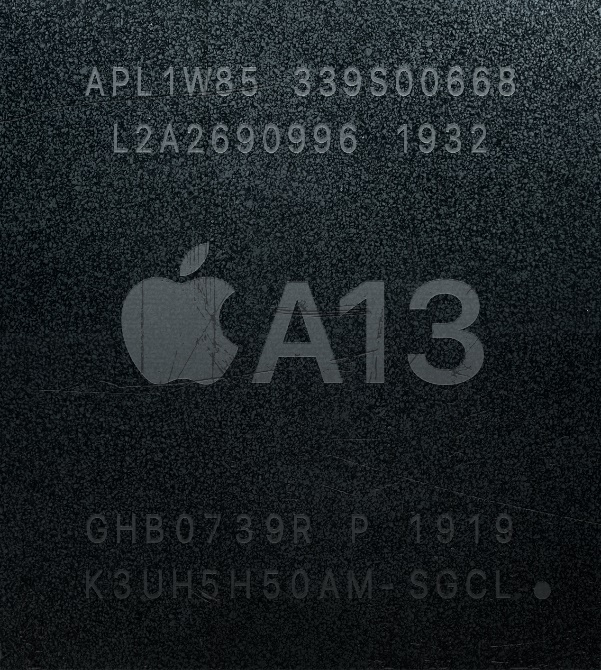 APL1W85 339S00668
L2A2690996 1932
A13
GHB0739R P 1919
K3UH5H50AM-SGCL